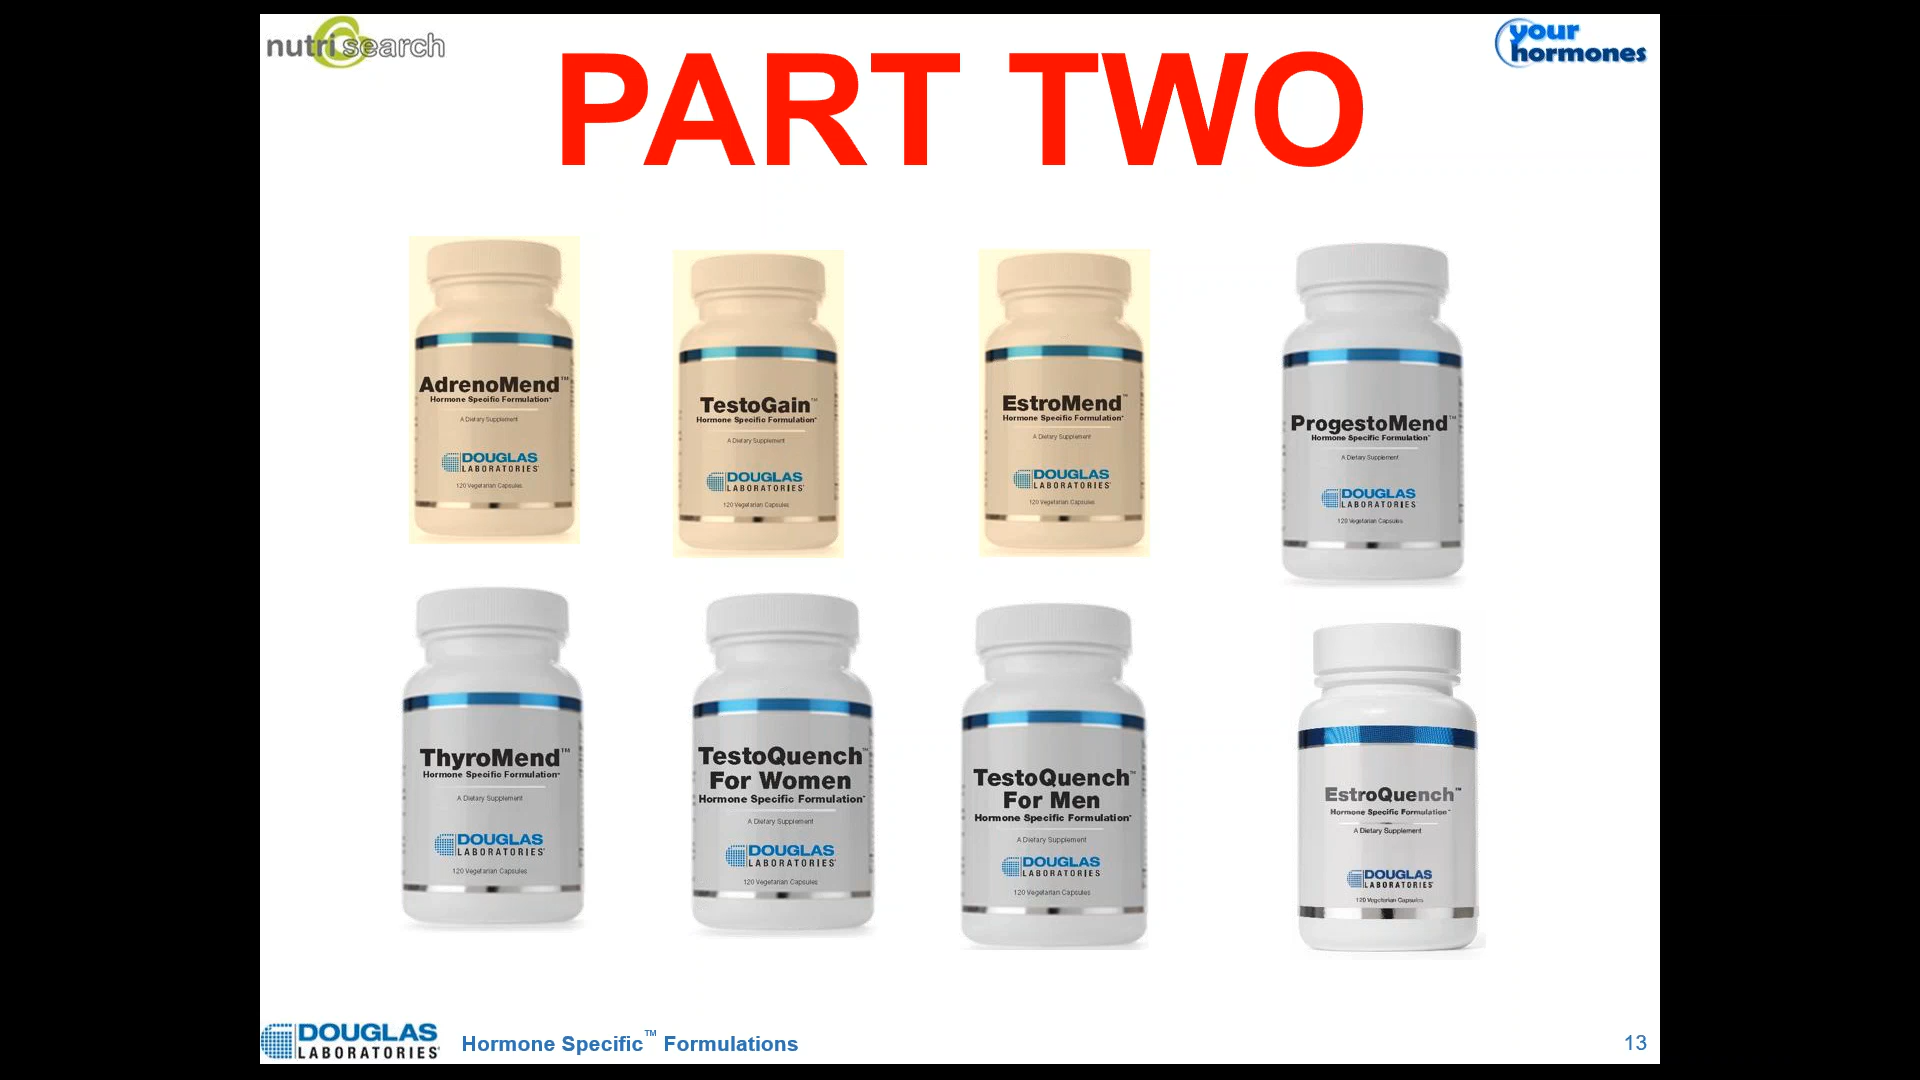 nutrisearch
your
hormones
PART TWO
AdrenoMend™
Hormone Specific Formulation™
A Dietary Supplement
DOUGLAS
LABORATORIES
120 Vegetarian Capsules
TestoGain™
Hormone Specific Formulation™
A Dietary Supplement
DOUGLAS
LABORATORIES
120 Vegetarian Capsules
EstroMend™
Hormone Specific Formulation™
A Dietary Supplement
DOUGLAS
LABORATORIES
120 Vegetarian Capsules
ProgestoMend™
Hormone Specific Formulation™
A Dietary Supplement
DOUGLAS
LABORATORIES
120 Vegetarian Capsules
ThyroMend™
Hormone Specific Formulation™
A Dietary Supplement
DOUGLAS
LABORATORIES
120 Vegetarian Capsules
TestoQuench™
For Women
Hormone Specific Formulation™
A Dietary Supplement
DOUGLAS
LABORATORIES
120 Vegetarian Capsules
TestoQuench™
For Men
Hormone Specific Formulation™
A Dietary Supplement
DOUGLAS
LABORATORIES
120 Vegetarian Capsules
EstroQuench™
Hormone Specific Formulation™
A Dietary Supplement
DOUGLAS
LABORATORIES
120 Vegetarian Capsules
DOUGLAS
LABORATORIES
Hormone Specific™ Formulations
13